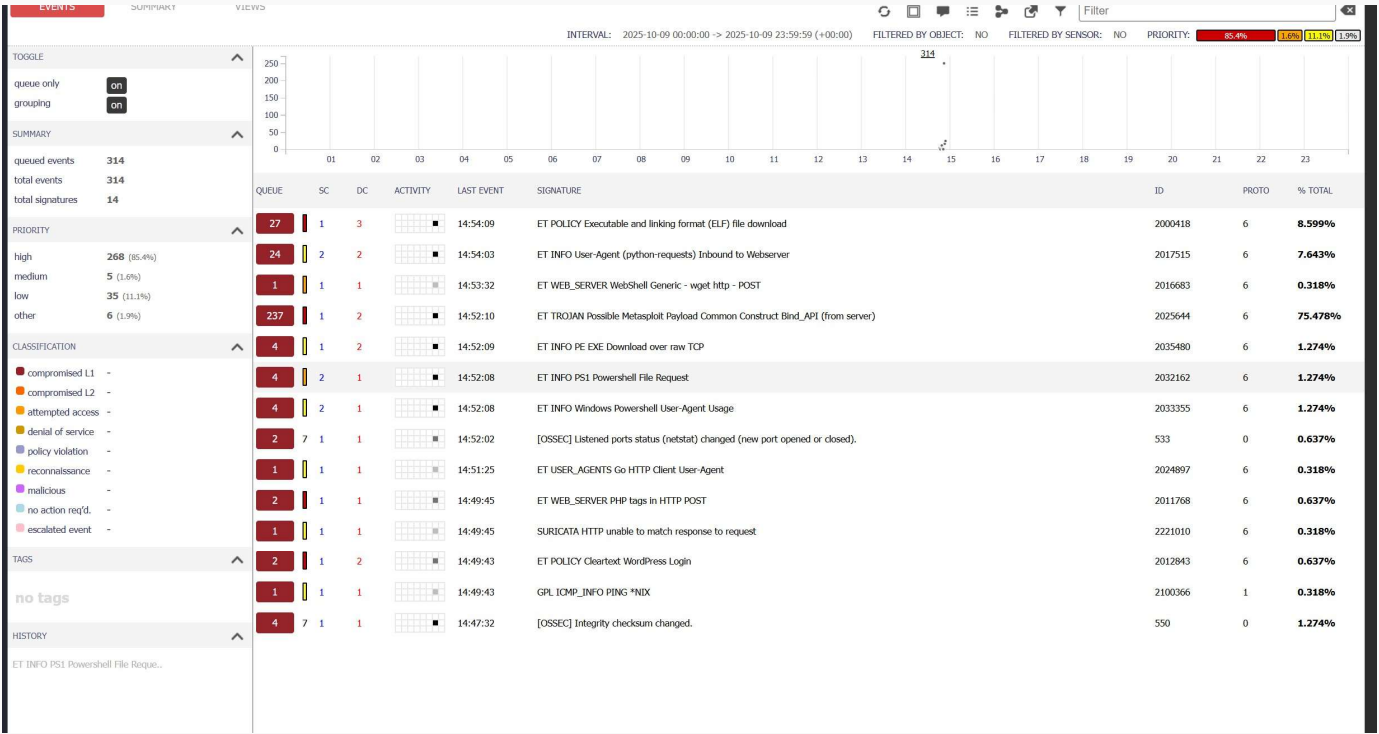 EVENTS SUMMARY VIEWS
Filter
INTERVAL: 2025-10-09 00:00:00 -> 2025-10-09 23:59:59 (+00:00) FILTERED BY OBJECT: NO FILTERED BY SENSOR: NO PRIORITY: 85.4% 1.6% 11.1% 1.9%
TOGGLE
queue only on
grouping on
SUMMARY
queued events 314
total events 314
total signatures 14
PRIORITY
high 268 (85.4%)
medium 5 (1.6%)
low 35 (11.1%)
other 6 (1.9%)
CLASSIFICATION
compromised L1 -
compromised L2 -
attempted access -
denial of service -
policy violation -
reconnaissance -
malicious -
no action req'd. -
escalated event -
TAGS
no tags
HISTORY
ET INFO PS1 Powershell File Reque..
314
250
200
150
100
50
0
01 02 03 04 05 06 07 08 09 10 11 12 13 14 15 16 17 18 19 20 21 22 23
QUEUE SC DC ACTIVITY LAST EVENT SIGNATURE ID PROTO % TOTAL
27 1 3 14:54:09 ET POLICY Executable and linking format (ELF) file download 2000418 6 8.599%
24 2 2 14:54:03 ET INFO User-Agent (python-requests) Inbound to Webserver 2017515 6 7.643%
1 1 1 14:53:32 ET WEB_SERVER WebShell Generic - wget http - POST 2016683 6 0.318%
237 1 2 14:52:10 ET TROJAN Possible Metasploit Payload Common Construct Bind_API (from server) 2025644 6 75.478%
4 1 2 14:52:09 ET INFO PE EXE Download over raw TCP 2035480 6 1.274%
4 2 1 14:52:08 ET INFO PS1 Powershell File Request 2032162 6 1.274%
4 2 1 14:52:08 ET INFO Windows Powershell User-Agent Usage 2033355 6 1.274%
2 7 1 1 14:52:02 [OSSEC] Listened ports status (netstat) changed (new port opened or closed). 533 0 0.637%
1 1 1 14:51:25 ET USER_AGENTS Go HTTP Client User-Agent 2024897 6 0.318%
2 1 1 14:49:45 ET WEB_SERVER PHP tags in HTTP POST 2011768 6 0.637%
1 1 1 14:49:45 SURICATA HTTP unable to match response to request 2221010 6 0.318%
2 1 2 14:49:43 ET POLICY Cleartext WordPress Login 2012843 6 0.637%
1 1 1 14:49:43 GPL ICMP_INFO PING *NIX 2100366 1 0.318%
4 7 1 1 14:47:32 [OSSEC] Integrity checksum changed. 550 0 1.274%